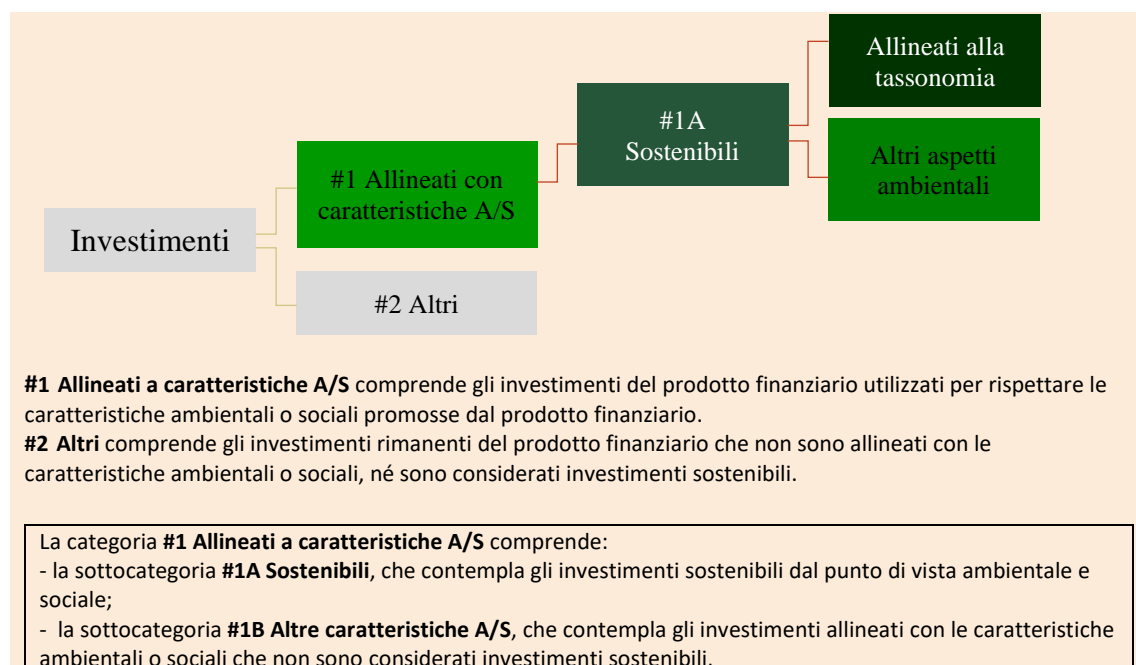 Allineati alla
tassonomia
#1A
Sostenibili
Altri aspetti
ambientali
#1 Allineati con
caratteristiche A/S
Investimenti
#2 Altri
#1 Allineati a caratteristiche A/S comprende gli investimenti del prodotto finanziario utilizzati per rispettare le
caratteristiche ambientali o sociali promosse dal prodotto finanziario.
#2 Altri comprende gli investimenti rimanenti del prodotto finanziario che non sono allineati con le
caratteristiche ambientali o sociali, né sono considerati investimenti sostenibili.
La categoria #1 Allineati a caratteristiche A/S comprende:
- la sottocategoria #1A Sostenibili, che contempla gli investimenti sostenibili dal punto di vista ambientale e
sociale;
- la sottocategoria #1B Altre caratteristiche A/S, che contempla gli investimenti allineati con le caratteristiche
ambientali o sociali che non sono considerati investimenti sostenibili.